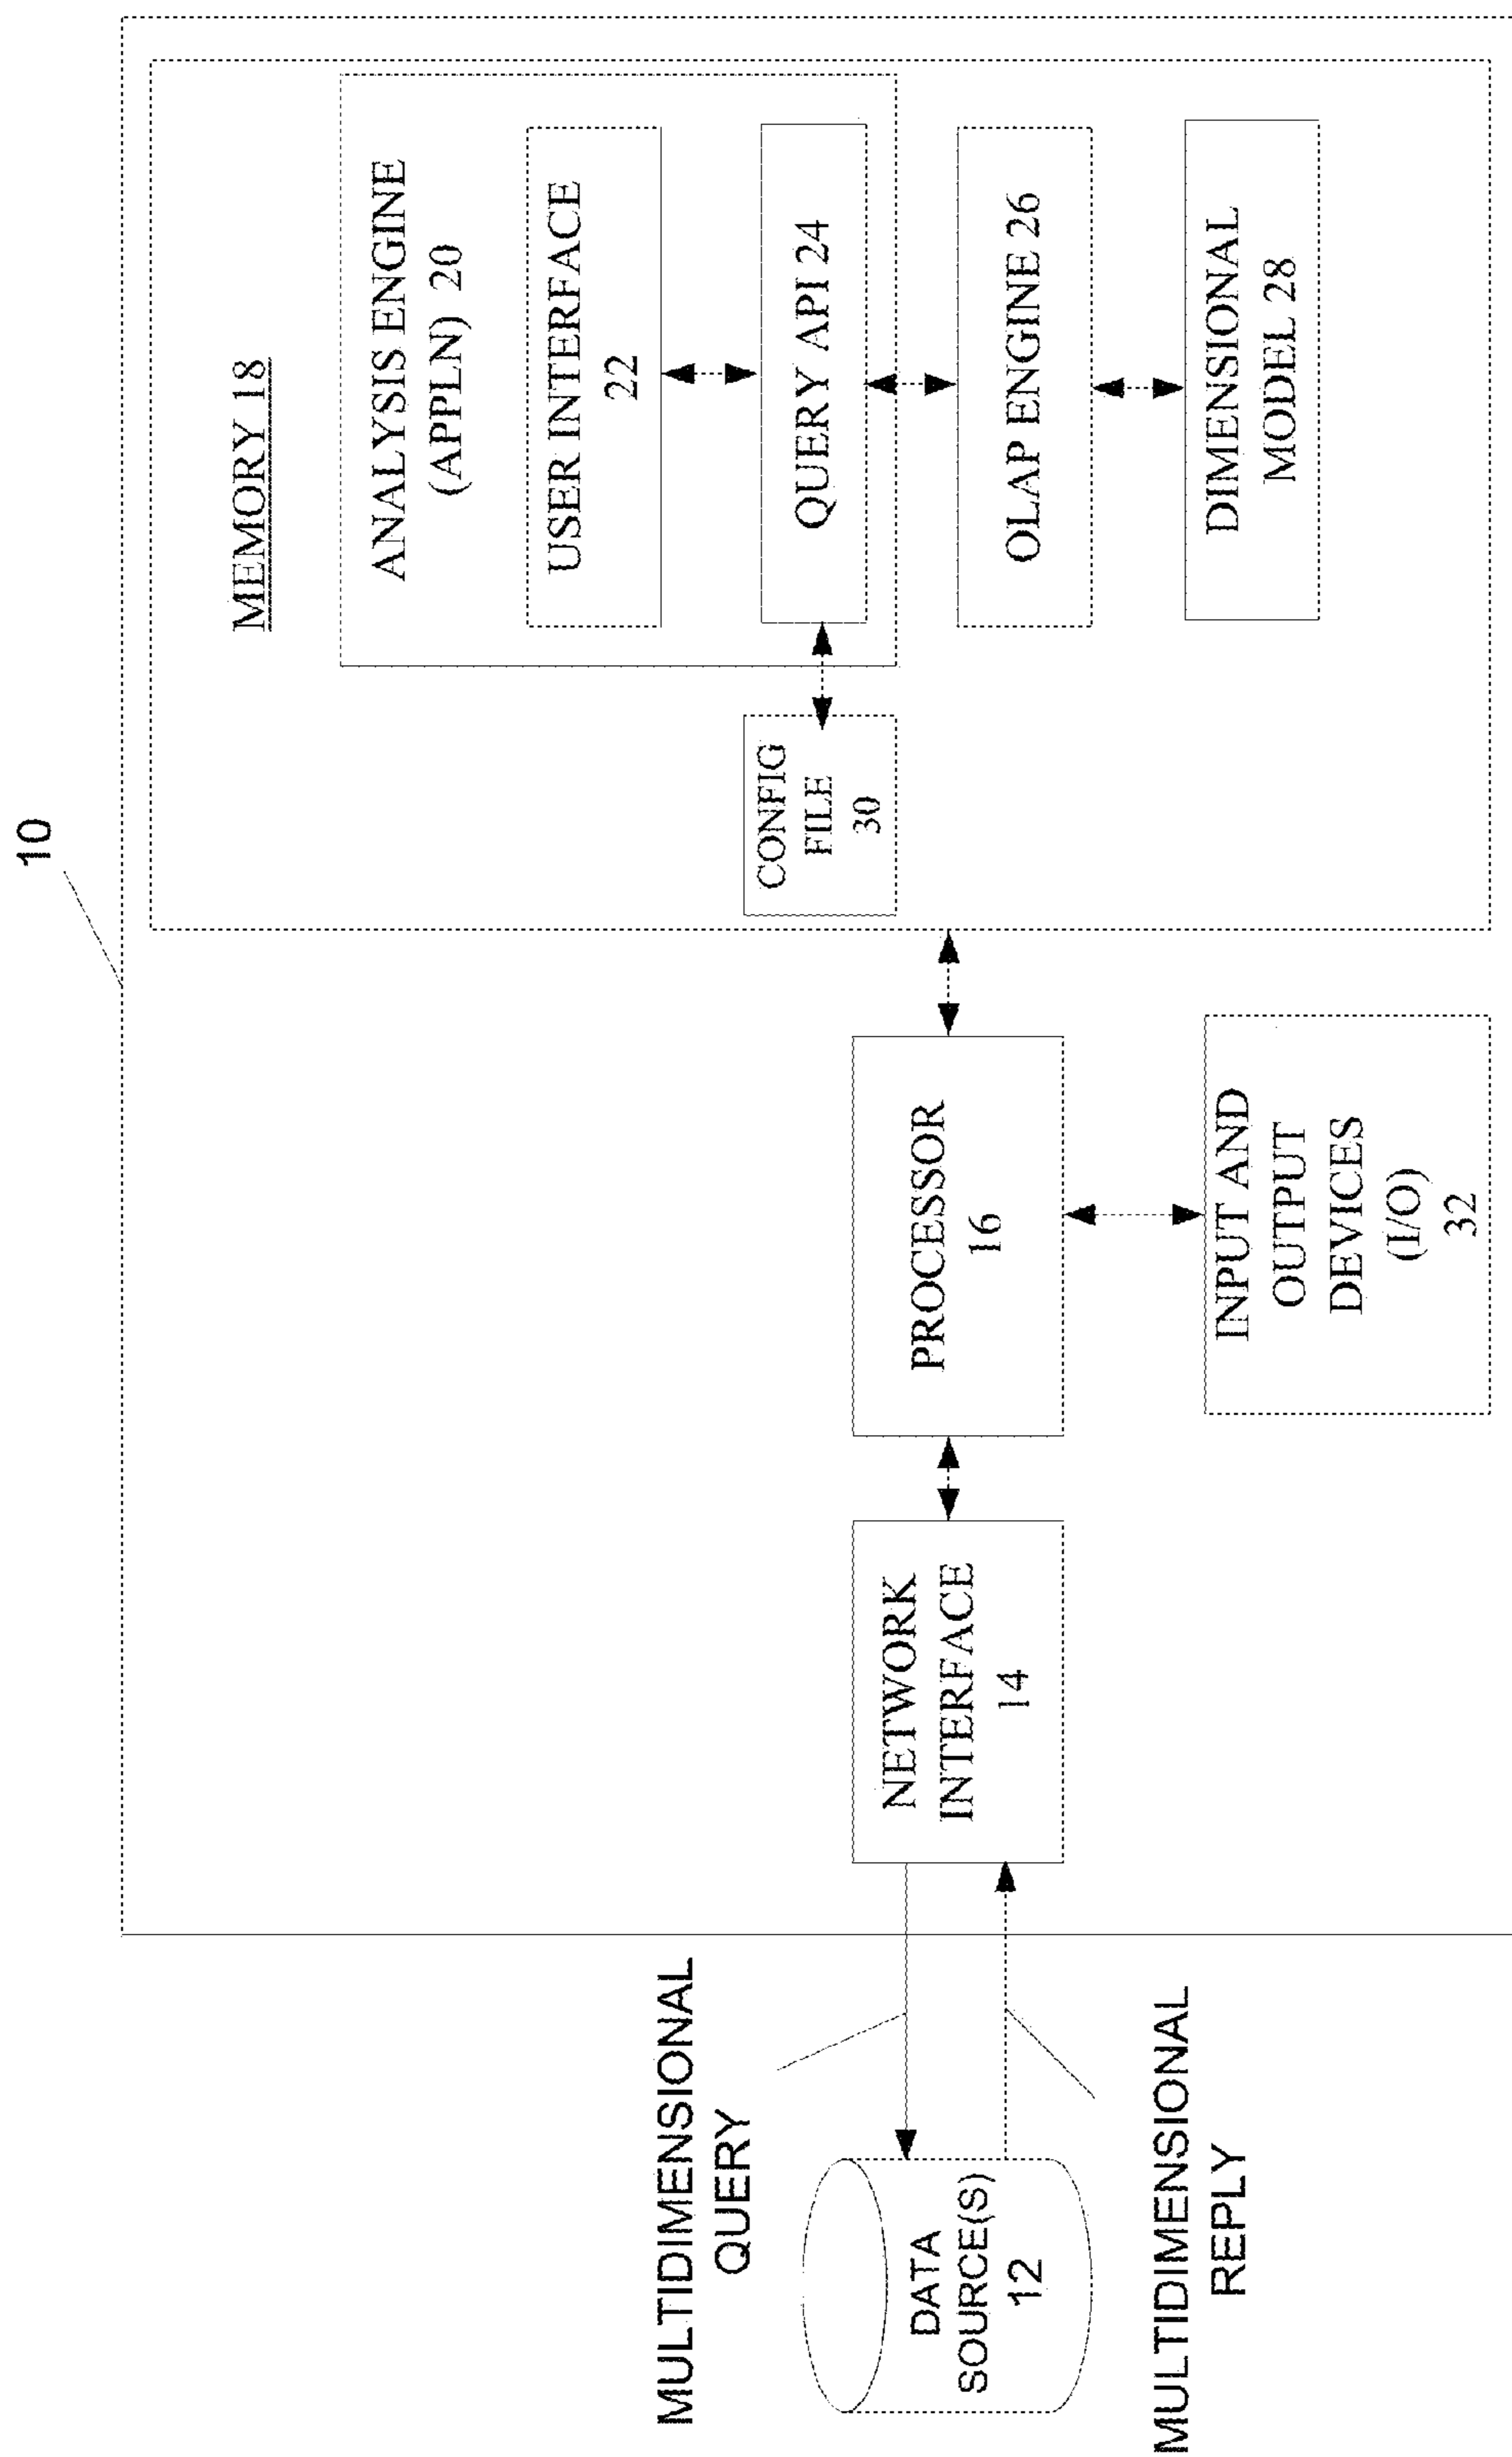 10
MEMORY 18
ANALYSIS ENGINE
(APPLN) 20
USER INTERFACE
22
QUERY API 24
CONFIG
FILE
30
OLAP ENGINE 26
DIMENSIONAL
MODEL 28
PROCESSOR
16
INPUT AND
OUTPUT
DEVICES
(I/O)
32
NETWORK
INTERFACE
14
MULTIDIMENSIONAL
QUERY
DATA
SOURCE(S)
12
MULTIDIMENSIONAL
REPLY